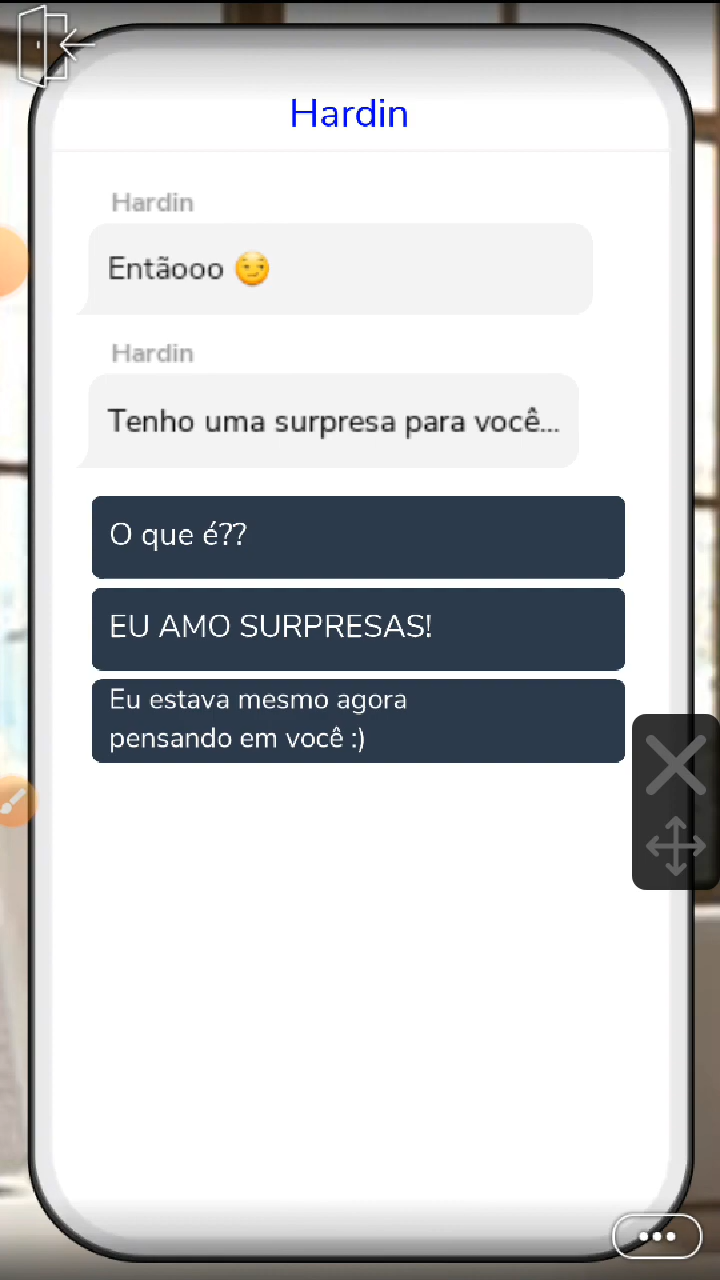 Hardin
Hardin
Entãooo 😏
Hardin
Tenho uma surpresa para você...
O que é??
EU AMO SURPRESAS!
Eu estava mesmo agora
pensando em você :)